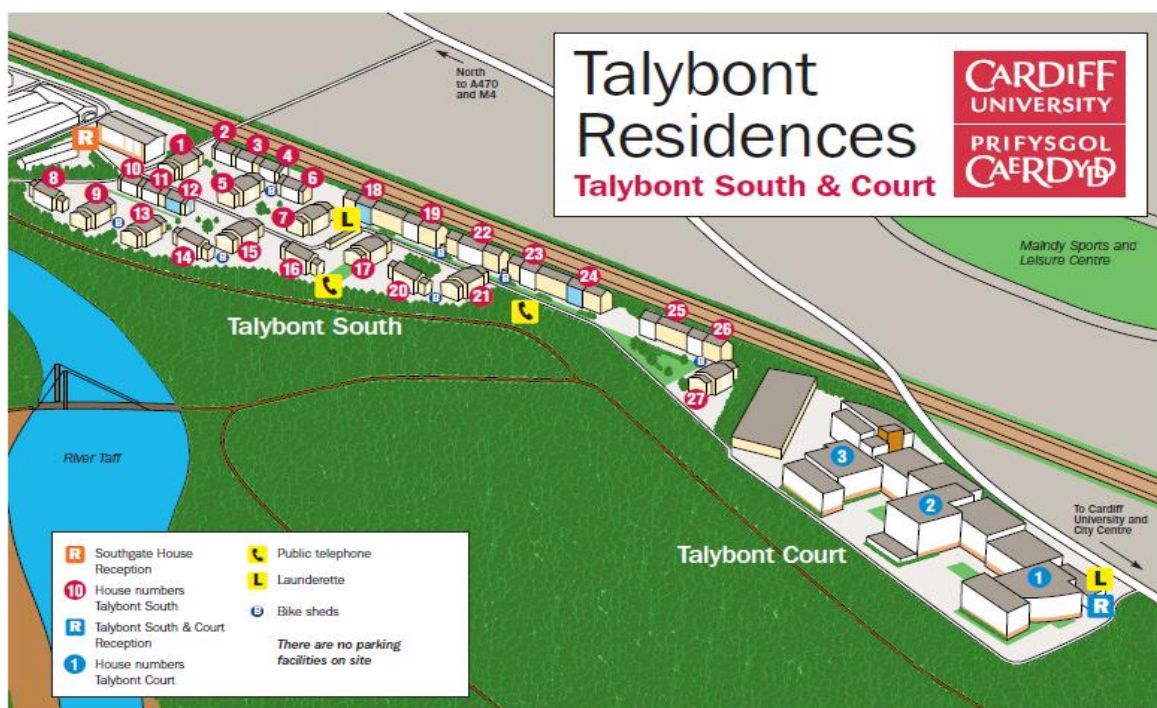 Talybont
Residences
Talybont South & Court
CARDIFF
UNIVERSITY
PRIFYSGOL
CAERDYDD
North
to A470
and M4
Maindy Sports and
Leisure Centre
R
1
2
3
4
5
6
7
8
9
10
11
12
13
14
15
16
17
18
19
20
21
22
23
24
25
26
27
L
B
B
B
B
B
B
B
Talybont South
River Taff
3
2
1
Talybont Court
To Cardiff
University and
City Centre
L
R
R Southgate House
Reception
10 House numbers
Talybont South
R Talybont South & Court
Reception
1 House numbers
Talybont Court
Public telephone
L Launderette
B Bike sheds
There are no parking
facilities on site